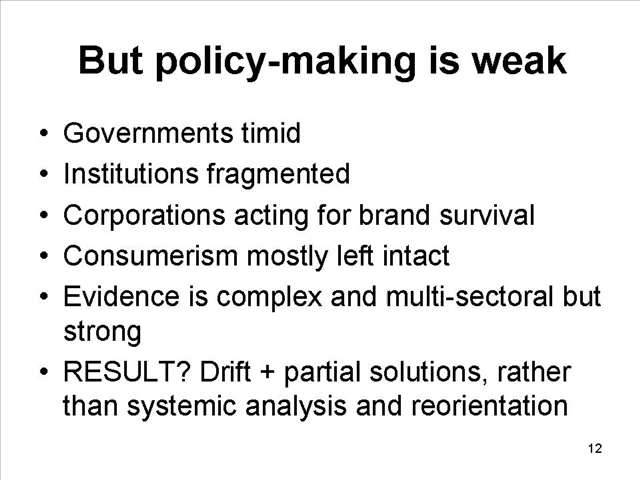 But policy-making is weak
• Governments timid
• Institutions fragmented
• Corporations acting for brand survival
• Consumerism mostly left intact
• Evidence is complex and multi-sectoral but
strong
• RESULT? Drift + partial solutions, rather
than systemic analysis and reorientation
12